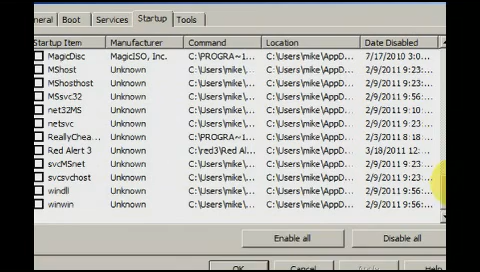 neral Boot Services Startup Tools
Startup Item Manufacturer Command Location Date Disabled
MagicDisc MagicISO, Inc. C:\PROGRA~1... C:\Users\mike\AppD... 7/17/2010 3:0...
MShost Unknown C:\Users\mike\... C:\Users\mike\AppD... 2/9/2011 9:23:...
MShosthost Unknown C:\Users\mike\... C:\Users\mike\AppD... 2/9/2011 9:23:...
MSsvc32 Unknown C:\Users\mike\... C:\Users\mike\AppD... 2/9/2011 9:56:...
net32MS Unknown C:\Users\mike\... C:\Users\mike\AppD... 2/9/2011 9:10:...
netsvc Unknown C:\Users\mike\... C:\Users\mike\AppD... 2/9/2011 9:23:...
ReallyChea... Unknown C:\PROGRA~1... C:\Users\mike\AppD... 2/3/2011 8:18...
Red Alert 3 Unknown C:\red3\Red Al... C:\Users\mike\AppD... 3/18/2011 12:...
svcMSnet Unknown C:\Users\mike\... C:\Users\mike\AppD... 2/9/2011 9:23:...
svcsvchost Unknown C:\Users\mike\... C:\Users\mike\AppD... 2/9/2011 9:23:...
windll Unknown C:\Users\mike\... C:\Users\mike\AppD... 2/9/2011 9:56:...
winwin Unknown C:\Users\mike\... C:\Users\mike\AppD... 2/9/2011 9:56:...
Enable all Disable all
OK Cancel Apply Help